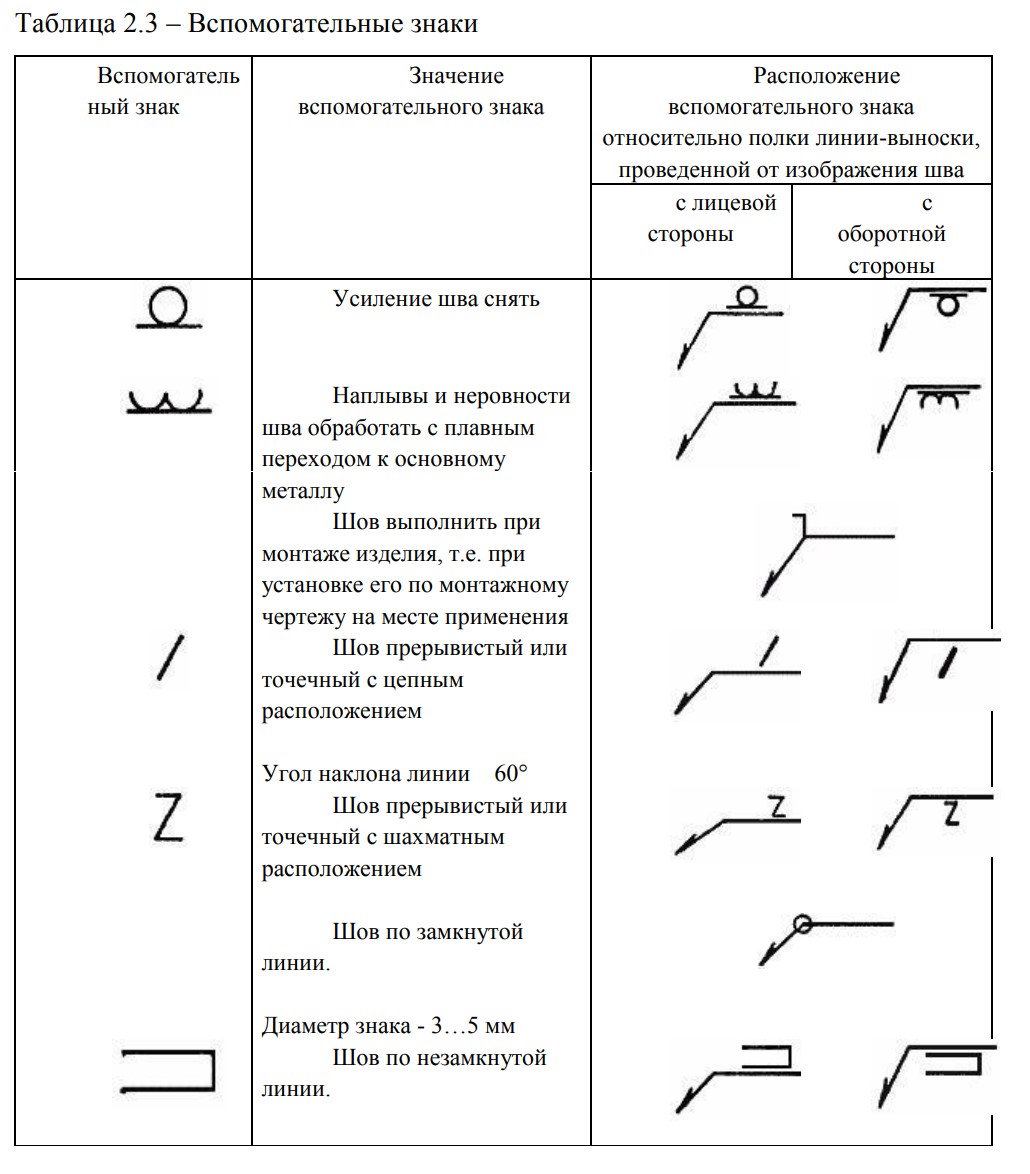 Таблица 2.3 – Вспомогательные знаки
Вспомогатель
ный знак
Значение
вспомогательного знака
Расположение
вспомогательного знака
относительно полки линии-выноски,
проведенной от изображения шва
с лицевой
стороны
с
оборотной
стороны
Усиление шва снять
Наплывы и неровности
шва обработать с плавным
переходом к основному
металлу
Шов выполнить при
монтаже изделия, т.е. при
установке его по монтажному
чертежу на месте применения
Шов прерывистый или
точечный с цепным
расположением
Угол наклона линии 60°
Шов прерывистый или
точечный с шахматным
расположением
Шов по замкнутой
линии.
Диаметр знака - 3…5 мм
Шов по незамкнутой
линии.